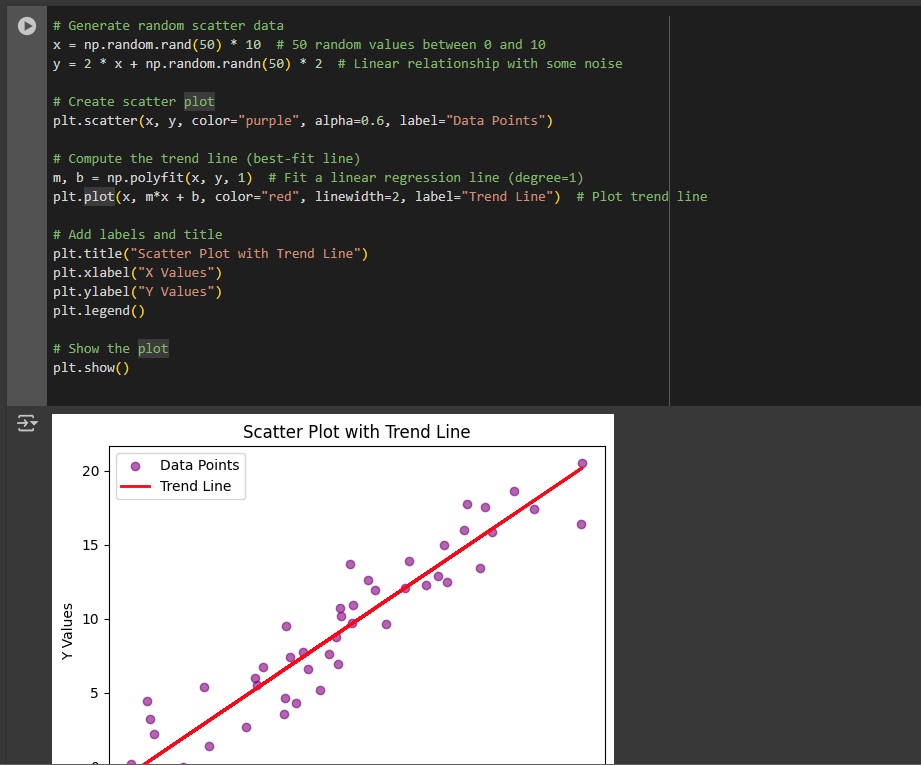 # Generate random scatter data
x = np.random.rand(50) * 10  # 50 random values between 0 and 10
y = 2 * x + np.random.randn(50) * 2  # Linear relationship with some noise
# Create scatter plot
plt.scatter(x, y, color="purple", alpha=0.6, label="Data Points")
# Compute the trend line (best-fit line)
m, b = np.polyfit(x, y, 1)  # Fit a linear regression line (degree=1)
plt.plot(x, m*x + b, color="red", linewidth=2, label="Trend Line")  # Plot trend line
# Add labels and title
plt.title("Scatter Plot with Trend Line")
plt.xlabel("X Values")
plt.ylabel("Y Values")
plt.legend()
# Show the plot
plt.show()
Scatter Plot with Trend Line
Data Points
Trend Line
20
15
10
5
Y Values